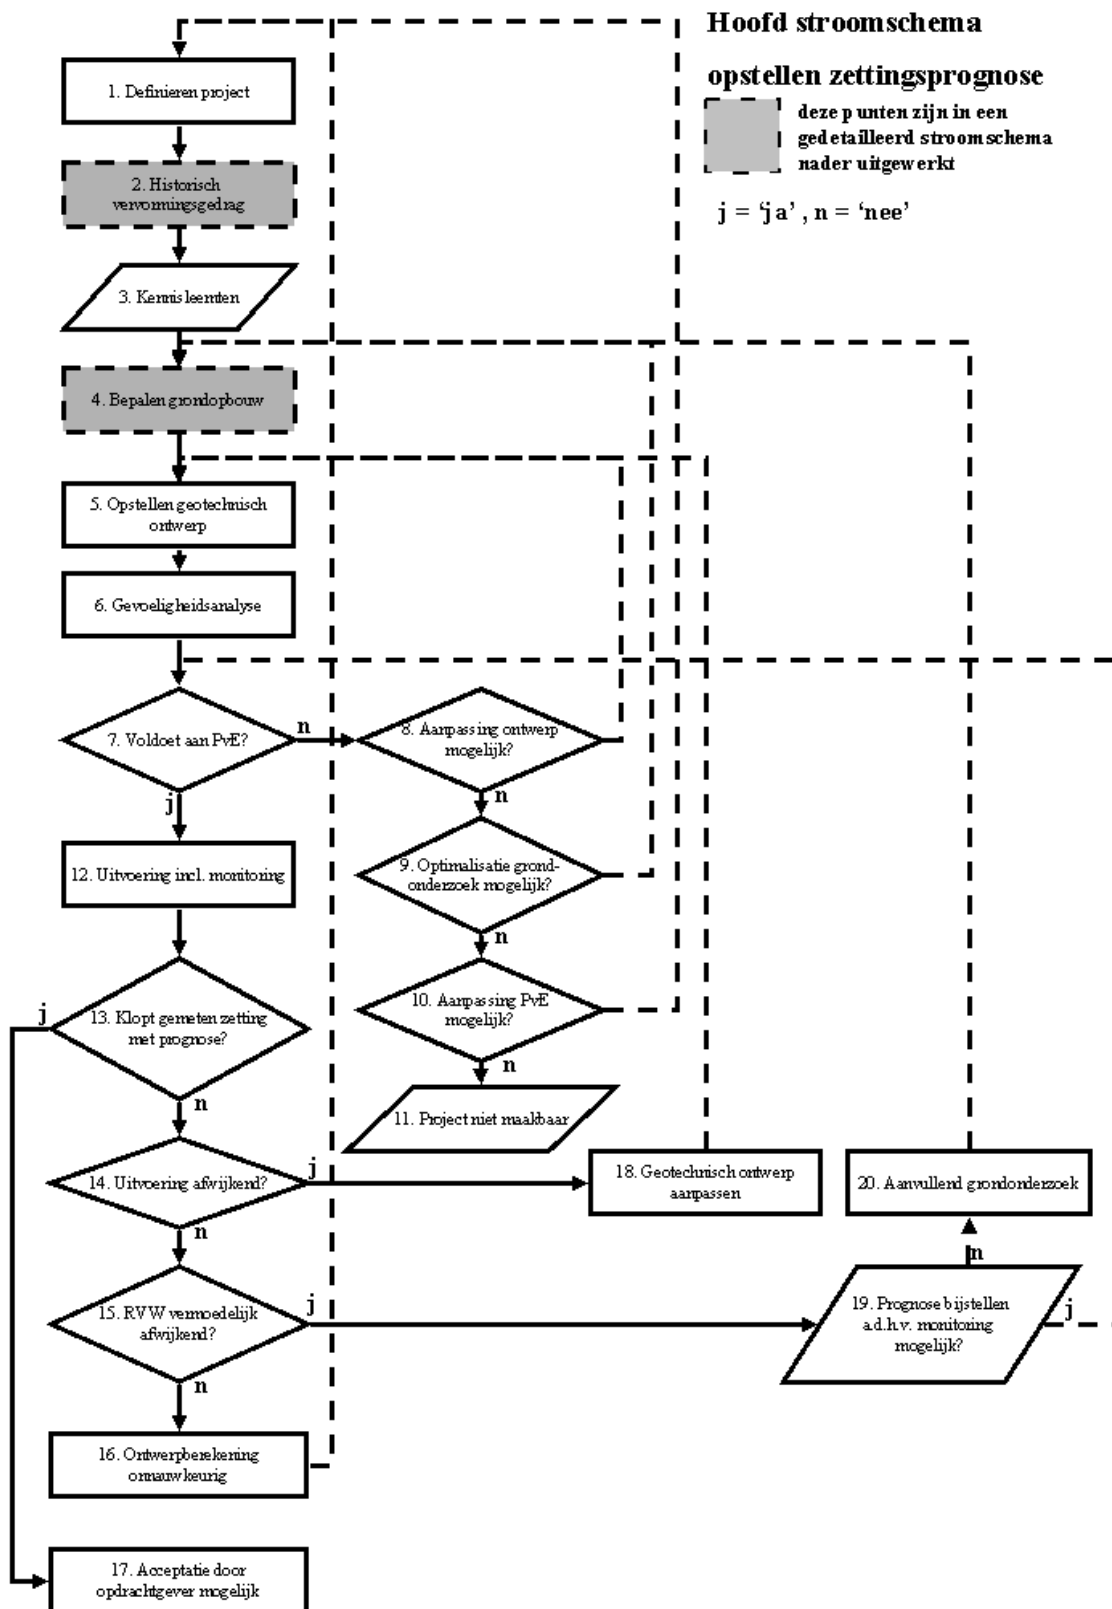 Hoofd stroomschema
opstellen zettingsprognose
deze punten zijn in een
gedetailleerd stroomschema
nader uitgewerkt
j = ‘ja’ , n = ‘nee’
1. Definieren project
2. Historisch
vervormingsgedrag
3. Kennisleemten
4. Bepalen grondopbouw
5. Opstellen geotechnisch
ontwerp
6. Gevoeligheidsanalyse
7. Voldoet aan PvE?
n
j
8. Aanpassing ontwerp
mogelijk?
n
9. Optimalisatie grond-
onderzoek mogelijk?
n
10. Aanpassing PvE
mogelijk?
n
11. Project niet maakbaar
12. Uitvoering incl. monitoring
13. Klopt gemeten zetting
met prognose?
j
n
14. Uitvoering afwijkend?
j
n
15. RVW vermoedelijk
afwijkend?
j
n
16. Ontwerpberekening
onnauwkeurig
17. Acceptatie door
opdrachtgever mogelijk
18. Geotechnisch ontwerp
aanpassen
19. Prognose bijstellen
a.d.h.v. monitoring
mogelijk?
j
n
20. Aanvullend grondonderzoek